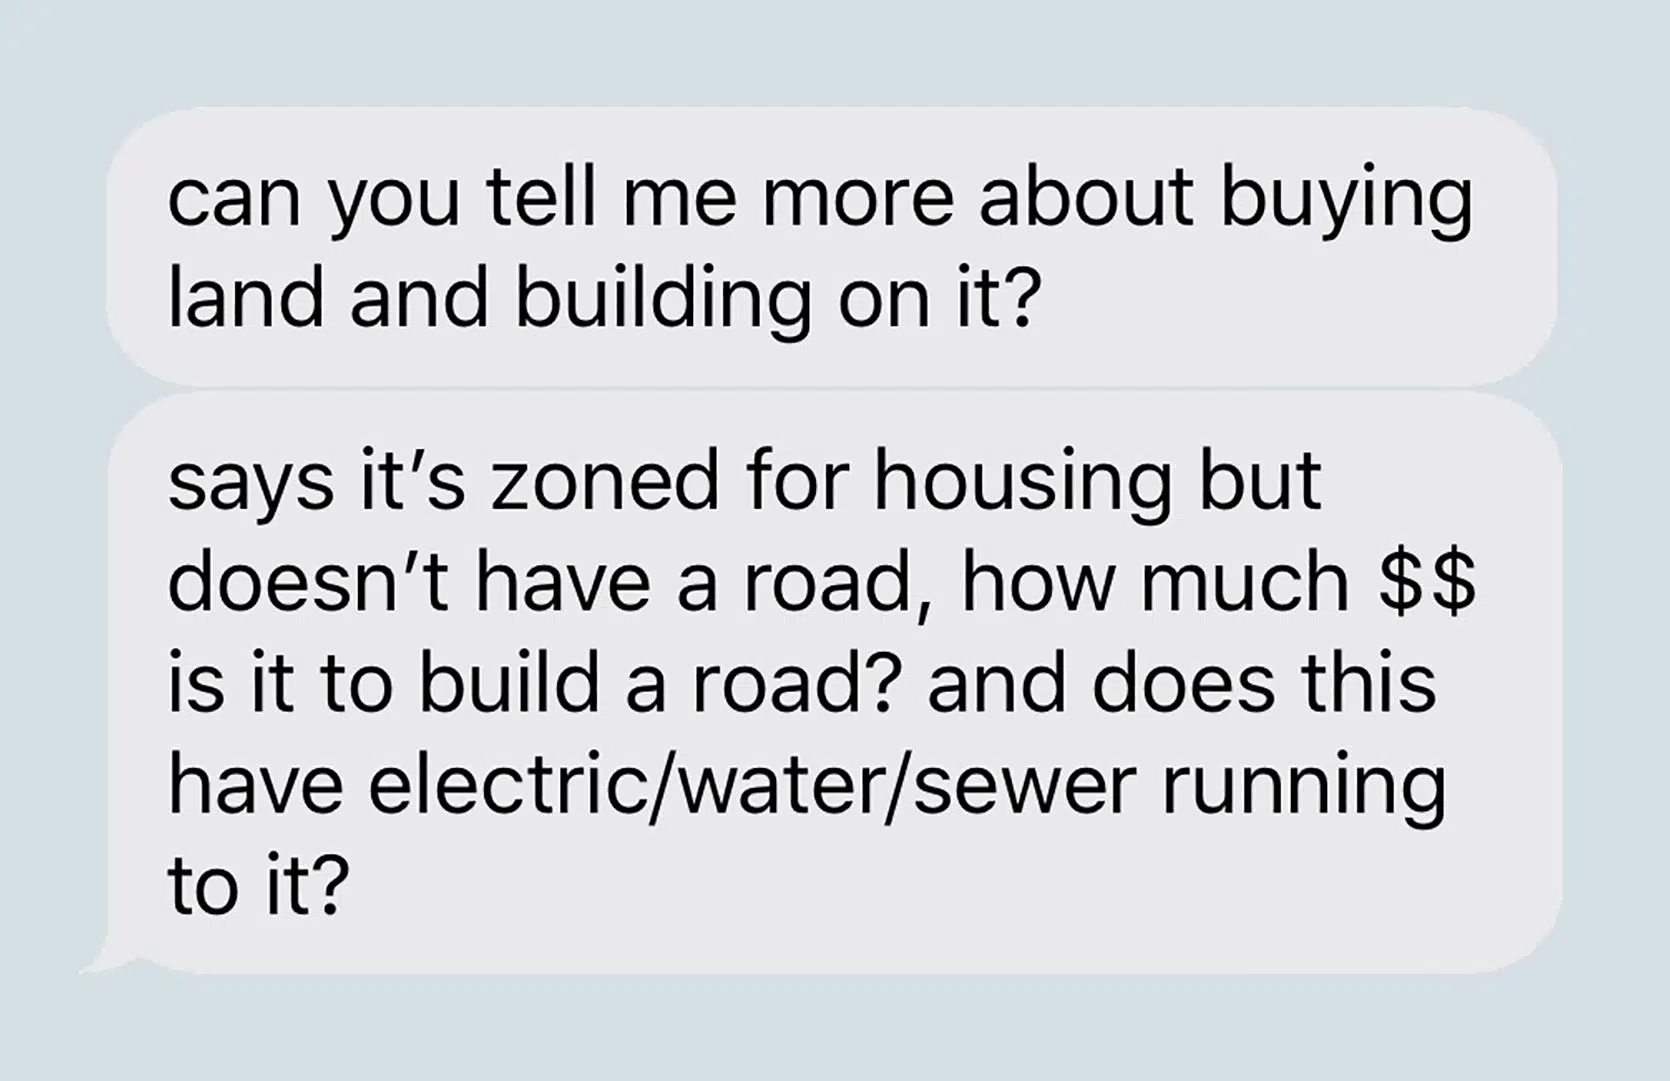 can you tell me more about buying
land and building on it?
says it’s zoned for housing but
doesn’t have a road, how much $$
is it to build a road? and does this
have electric/water/sewer running
to it?